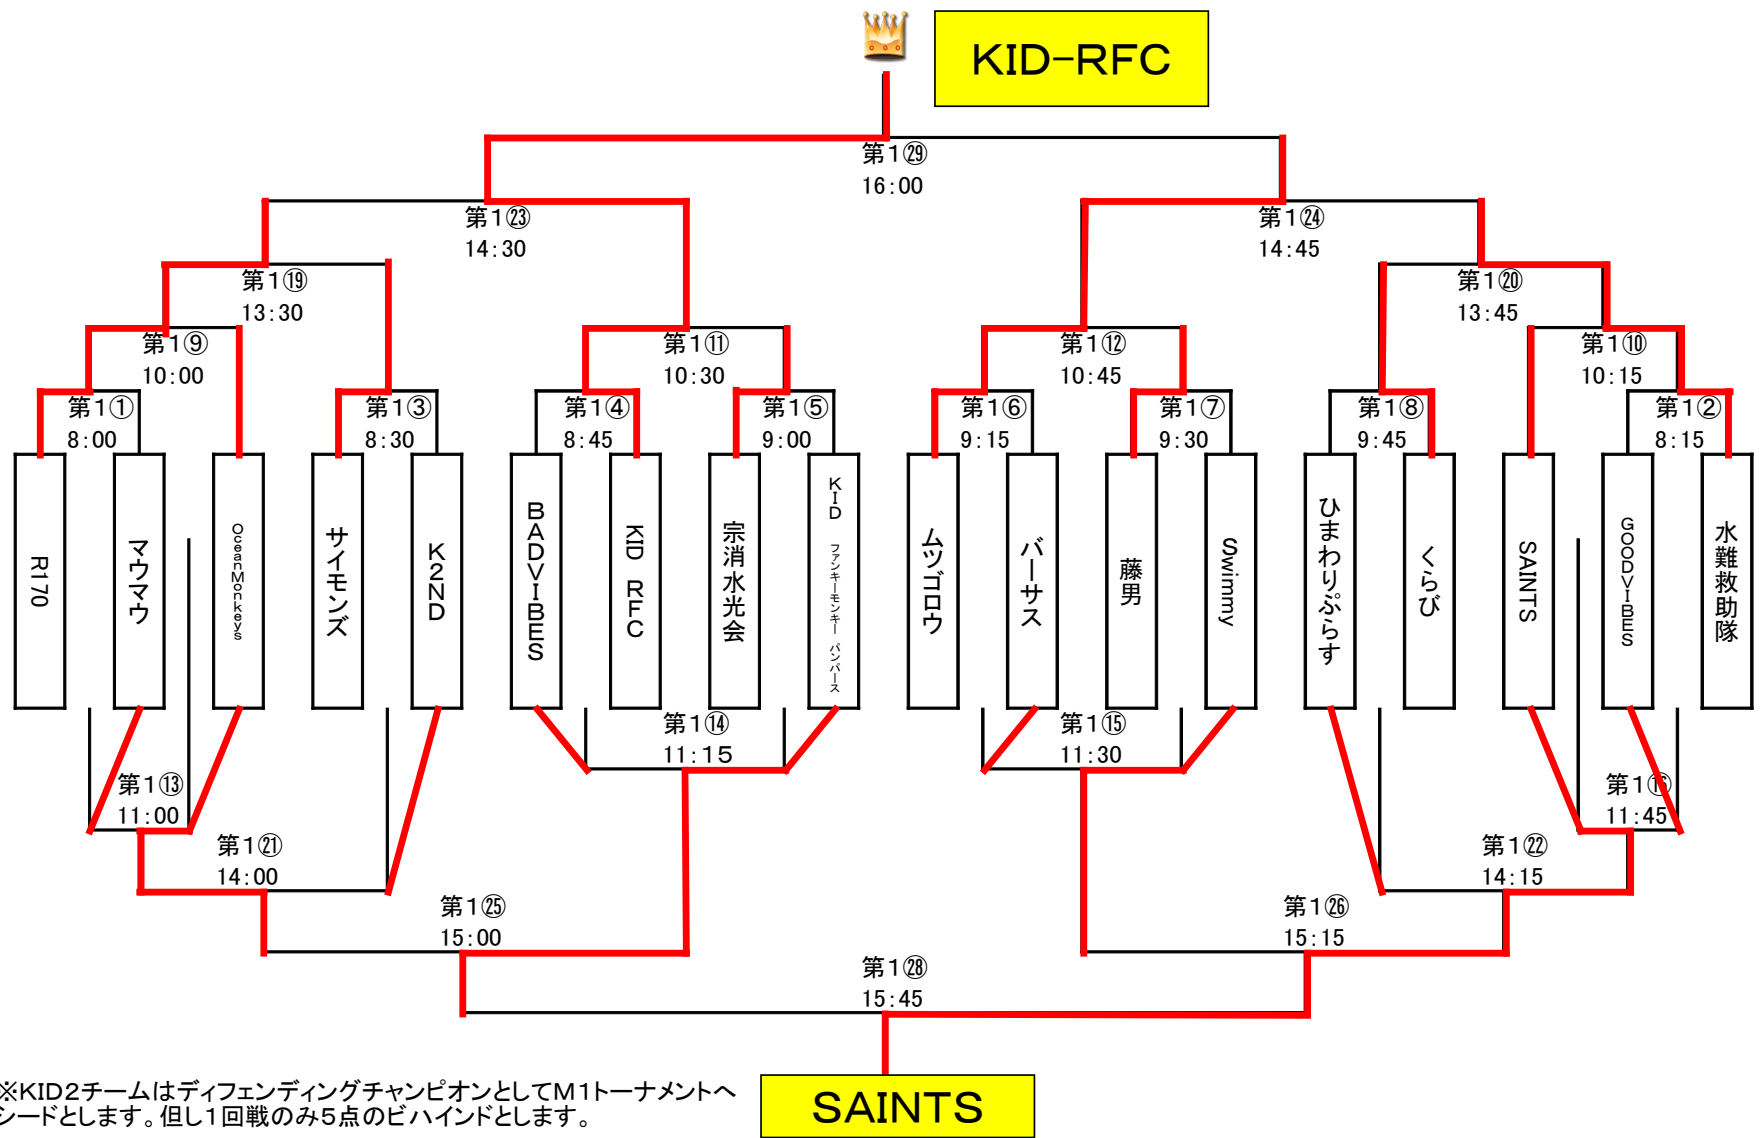 KID-RFC
第1㉙
16:00
第1㉓
14:30
第1㉔
14:45
第1⑲
13:30
第1⑳
13:45
第1⑨
10:00
第1⑪
10:30
第1⑫
10:45
第1⑩
10:15
第1①
8:00
第1③
8:30
第1④
8:45
第1⑤
9:00
第1⑥
9:15
第1⑦
9:30
第1⑧
9:45
第1②
8:15
R170
マウマウ
OceanMonkeys
サイモンズ
K2ND
BADVIBES
KID RFC
宗消水光会
KID ファンキーモンキー バンパース
ムツゴロウ
バーサス
藤男
Swimmy
ひまわりぷらす
くらび
SAINTS
GOODVIBES
水難救助隊
第1⑭
11:15
第1⑮
11:30
第1⑬
11:00
第1⑯
11:45
第1㉑
14:00
第1㉒
14:15
第1㉕
15:00
第1㉖
15:15
第1㉘
15:45
※KID2チームはディフェンディングチャンピオンとしてM1トーナメントへ
シードとします。但し1回戦のみ5点のビハインドとします。
SAINTS